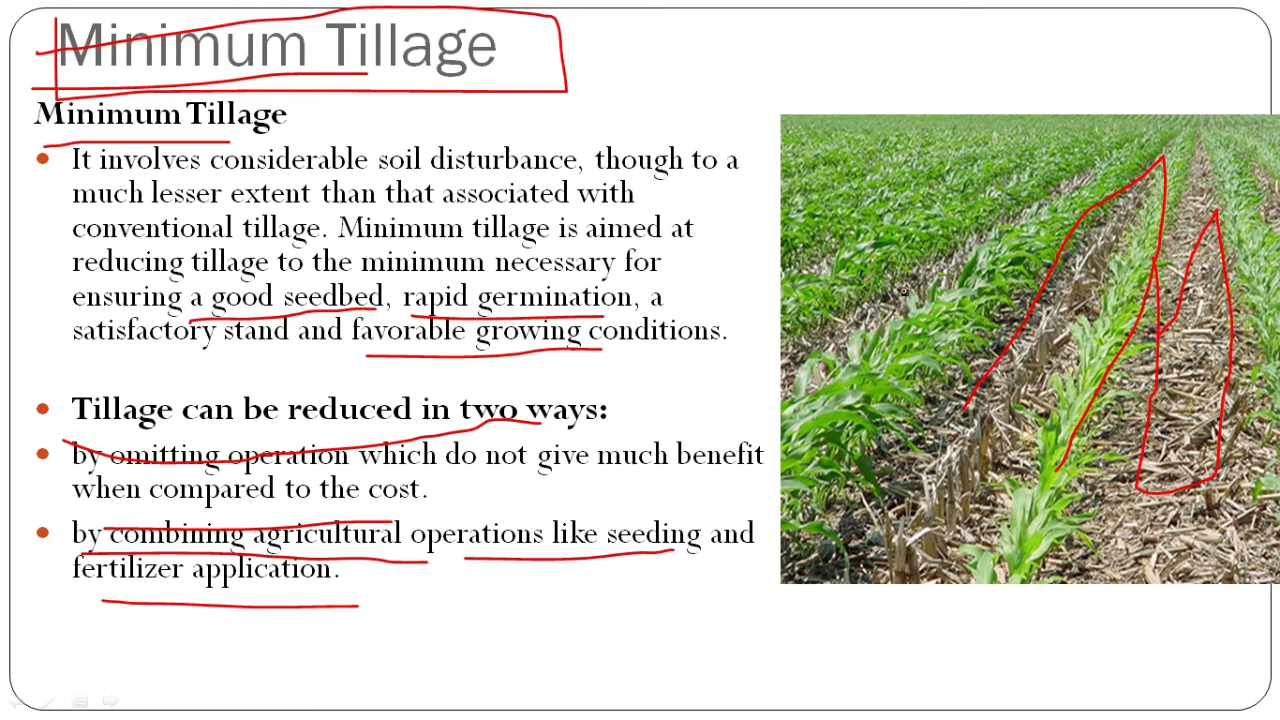 Minimum Tillage
Minimum Tillage
• It involves considerable soil disturbance, though to a
much lesser extent than that associated with
conventional tillage. Minimum tillage is aimed at
reducing tillage to the minimum necessary for
ensuring a good seedbed, rapid germination, a
satisfactory stand and favorable growing conditions.
• Tillage can be reduced in two ways:
• by omitting operation which do not give much benefit
when compared to the cost.
• by combining agricultural operations like seeding and
fertilizer application.